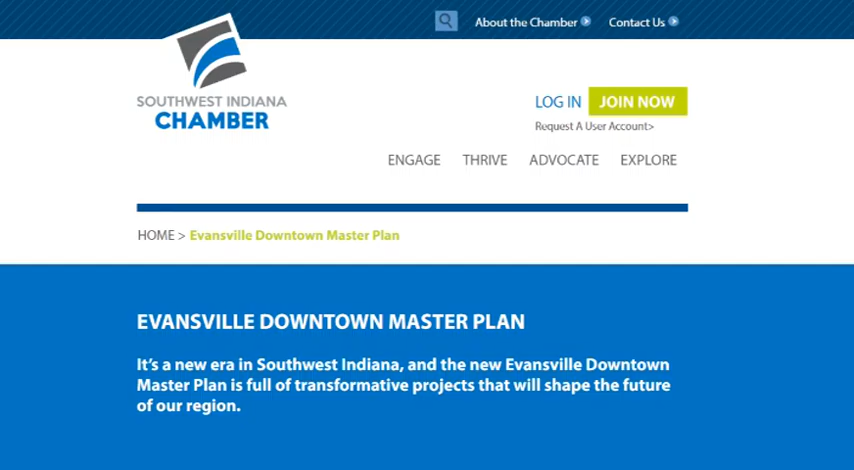 About the Chamber
Contact Us
SOUTHWEST INDIANA
CHAMBER
LOG IN
JOIN NOW
Request A User Account>
ENGAGE THRIVE ADVOCATE EXPLORE
HOME > Evansville Downtown Master Plan
EVANSVILLE DOWNTOWN MASTER PLAN
It's a new era in Southwest Indiana, and the new Evansville Downtown
Master Plan is full of transformative projects that will shape the future
of our region.